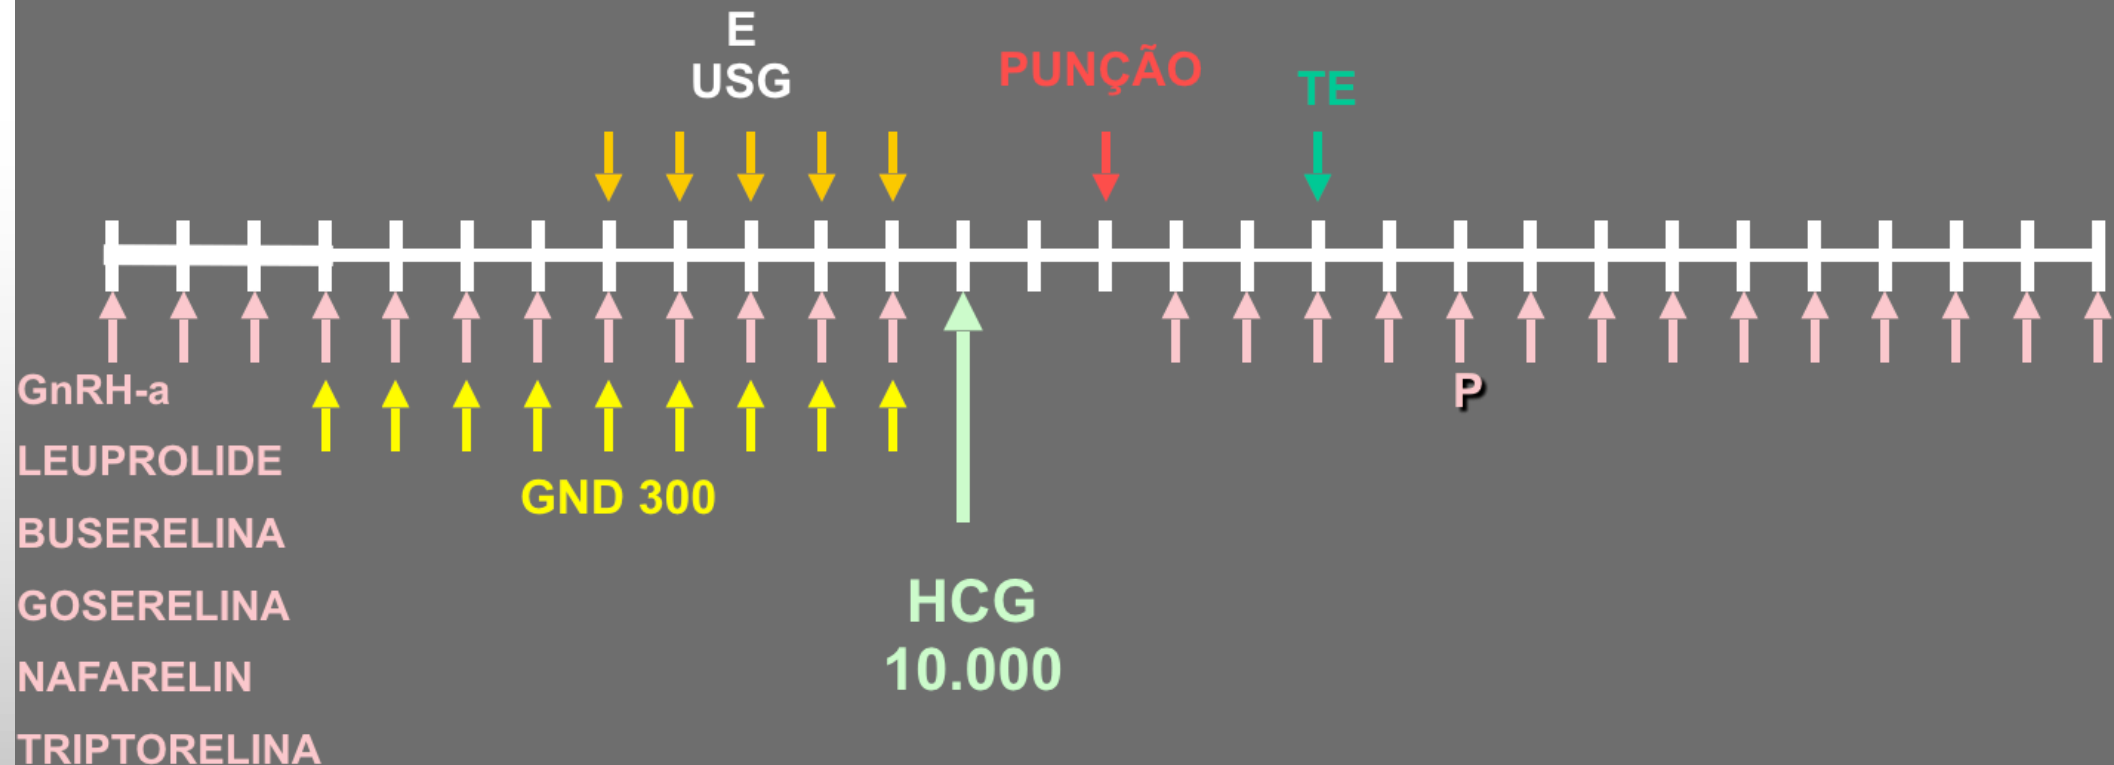 E
USG
PUNÇÃO
TE
GnRH-a
P
LEUPROLIDE
GND 300
BUSERELINA
GOSERELINA
HCG
10.000
NAFARELIN
TRIPTORELINA